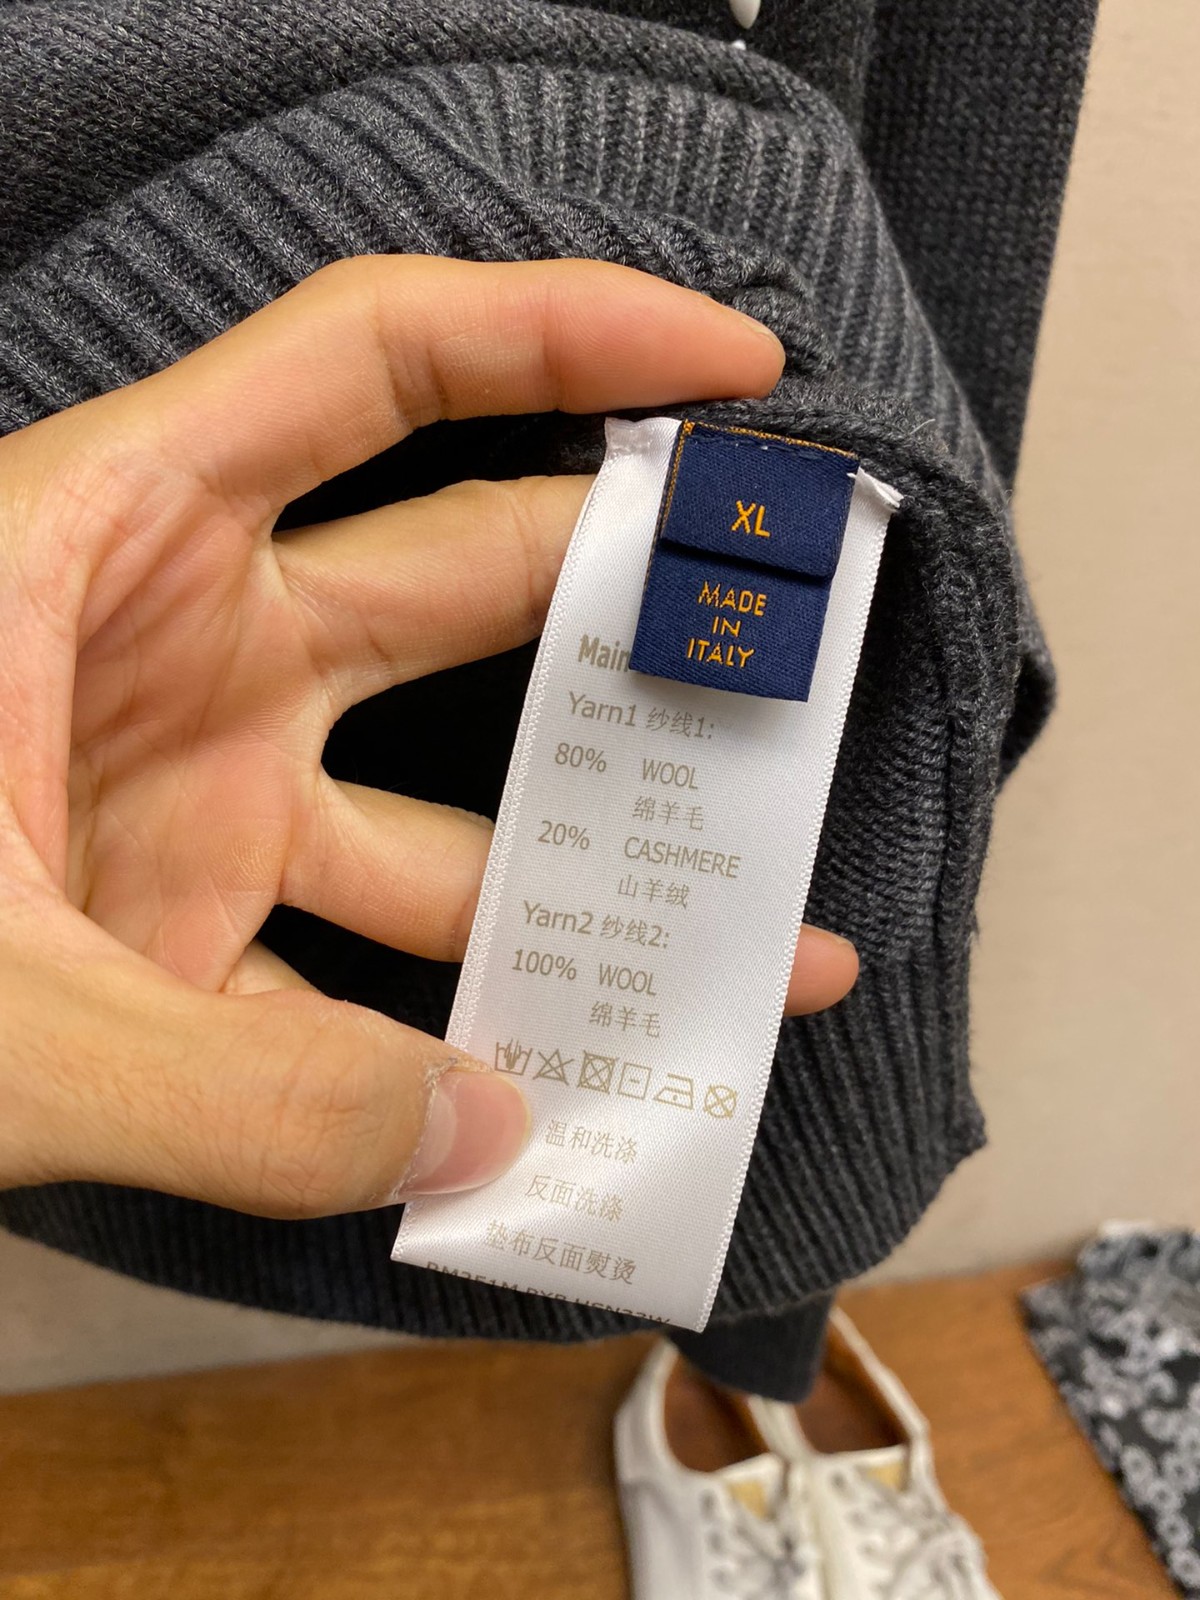 XL
MADE
IN
ITALY
Main
Yarn1 纱线1:
80% WOOL
绵羊毛
20% CASHMERE
山羊绒
Yarn2 纱线2:
100% WOOL
绵羊毛
温和洗涤
反面洗涤
垫布反面熨烫